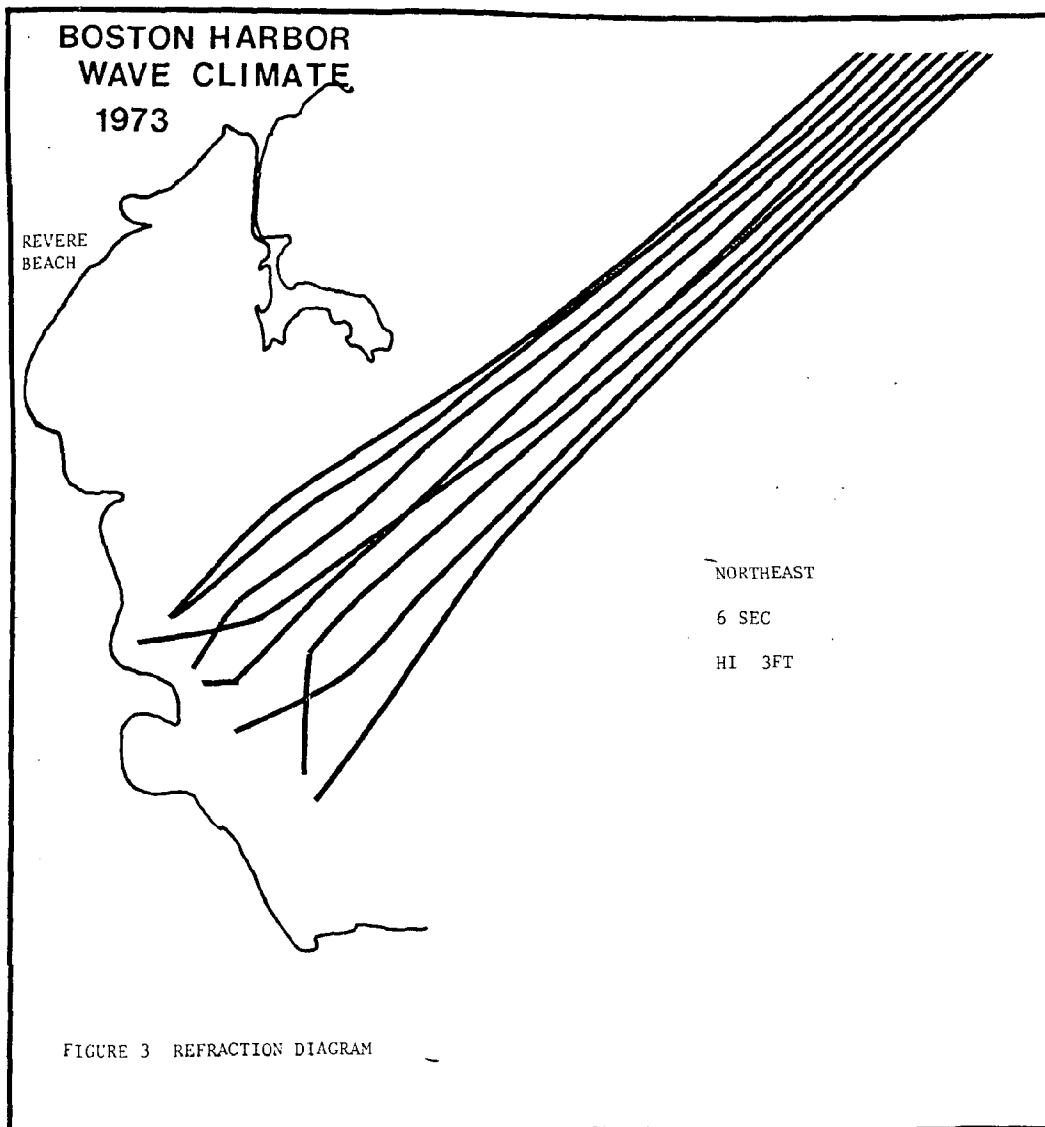 BOSTON HARBOR
WAVE CLIMATE
1973
REVERE
BEACH
NORTHEAST
6 SEC
HI 3FT
FIGURE 3 REFRACTION DIAGRAM